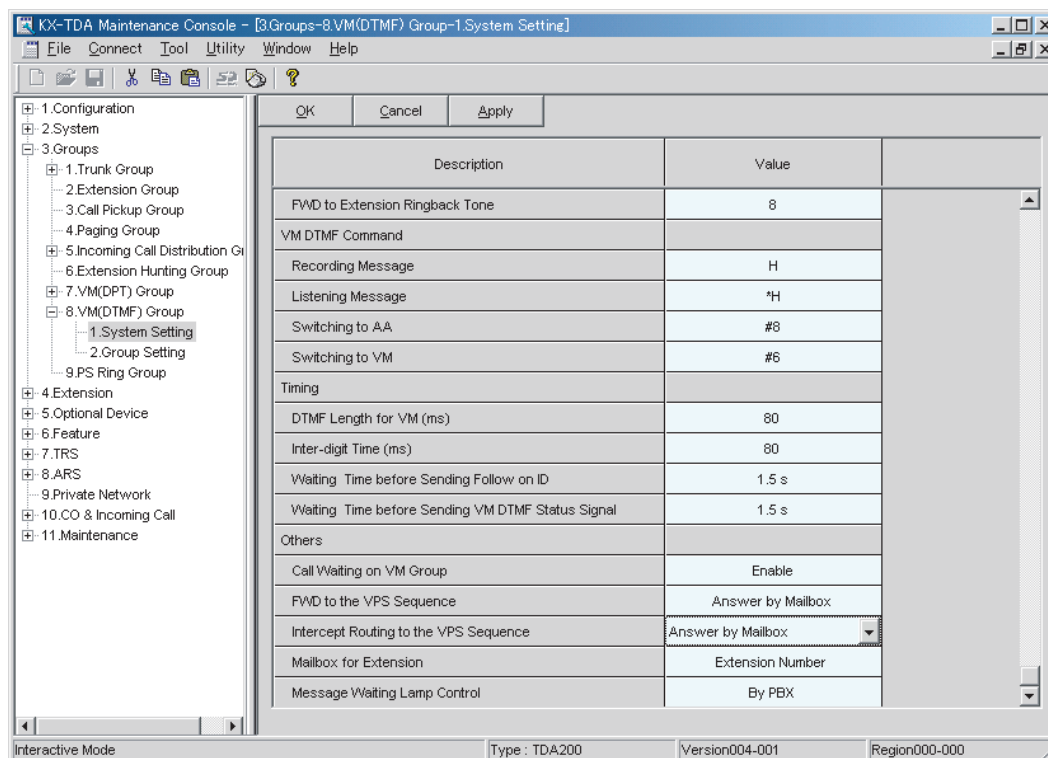 KX-TDA Maintenance Console - [3.Groups-8.VM(DTMF) Group-1.System Setting]
File Connect Tool Utility Window Help
1.Configuration
2.System
3.Groups
1.Trunk Group
2.Extension Group
3.Call Pickup Group
4.Paging Group
5.Incoming Call Distribution Gr
6.Extension Hunting Group
7.VM(DPT) Group
8.VM(DTMF) Group
1.System Setting
2.Group Setting
9.PS Ring Group
4.Extension
5.Optional Device
6.Feature
7.TRS
8.ARS
9.Private Network
10.CO & Incoming Call
11.Maintenance
OK Cancel Apply
Description Value
FWD to Extension Ringback Tone 8
VM DTMF Command
Recording Message H
Listening Message *H
Switching to AA #8
Switching to VM #6
Timing
DTMF Length for VM (ms) 80
Inter-digit Time (ms) 80
Waiting Time before Sending Follow on ID 1.5 s
Waiting Time before Sending VM DTMF Status Signal 1.5 s
Others
Call Waiting on VM Group Enable
FWD to the VPS Sequence Answer by Mailbox
Intercept Routing to the VPS Sequence Answer by Mailbox
Mailbox for Extension Extension Number
Message Waiting Lamp Control By PBX
Interactive Mode Type : TDA200 Version004-001 Region000-000